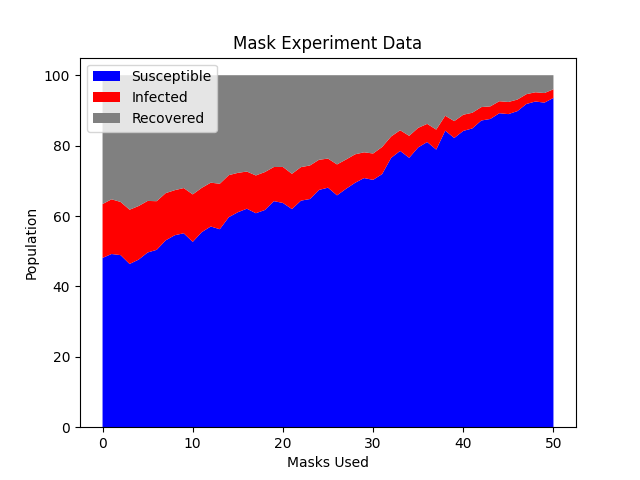 Mask Experiment Data
Susceptible
Infected
Recovered
100
80
60
40
20
0
Population
0 10 20 30 40 50
Masks Used